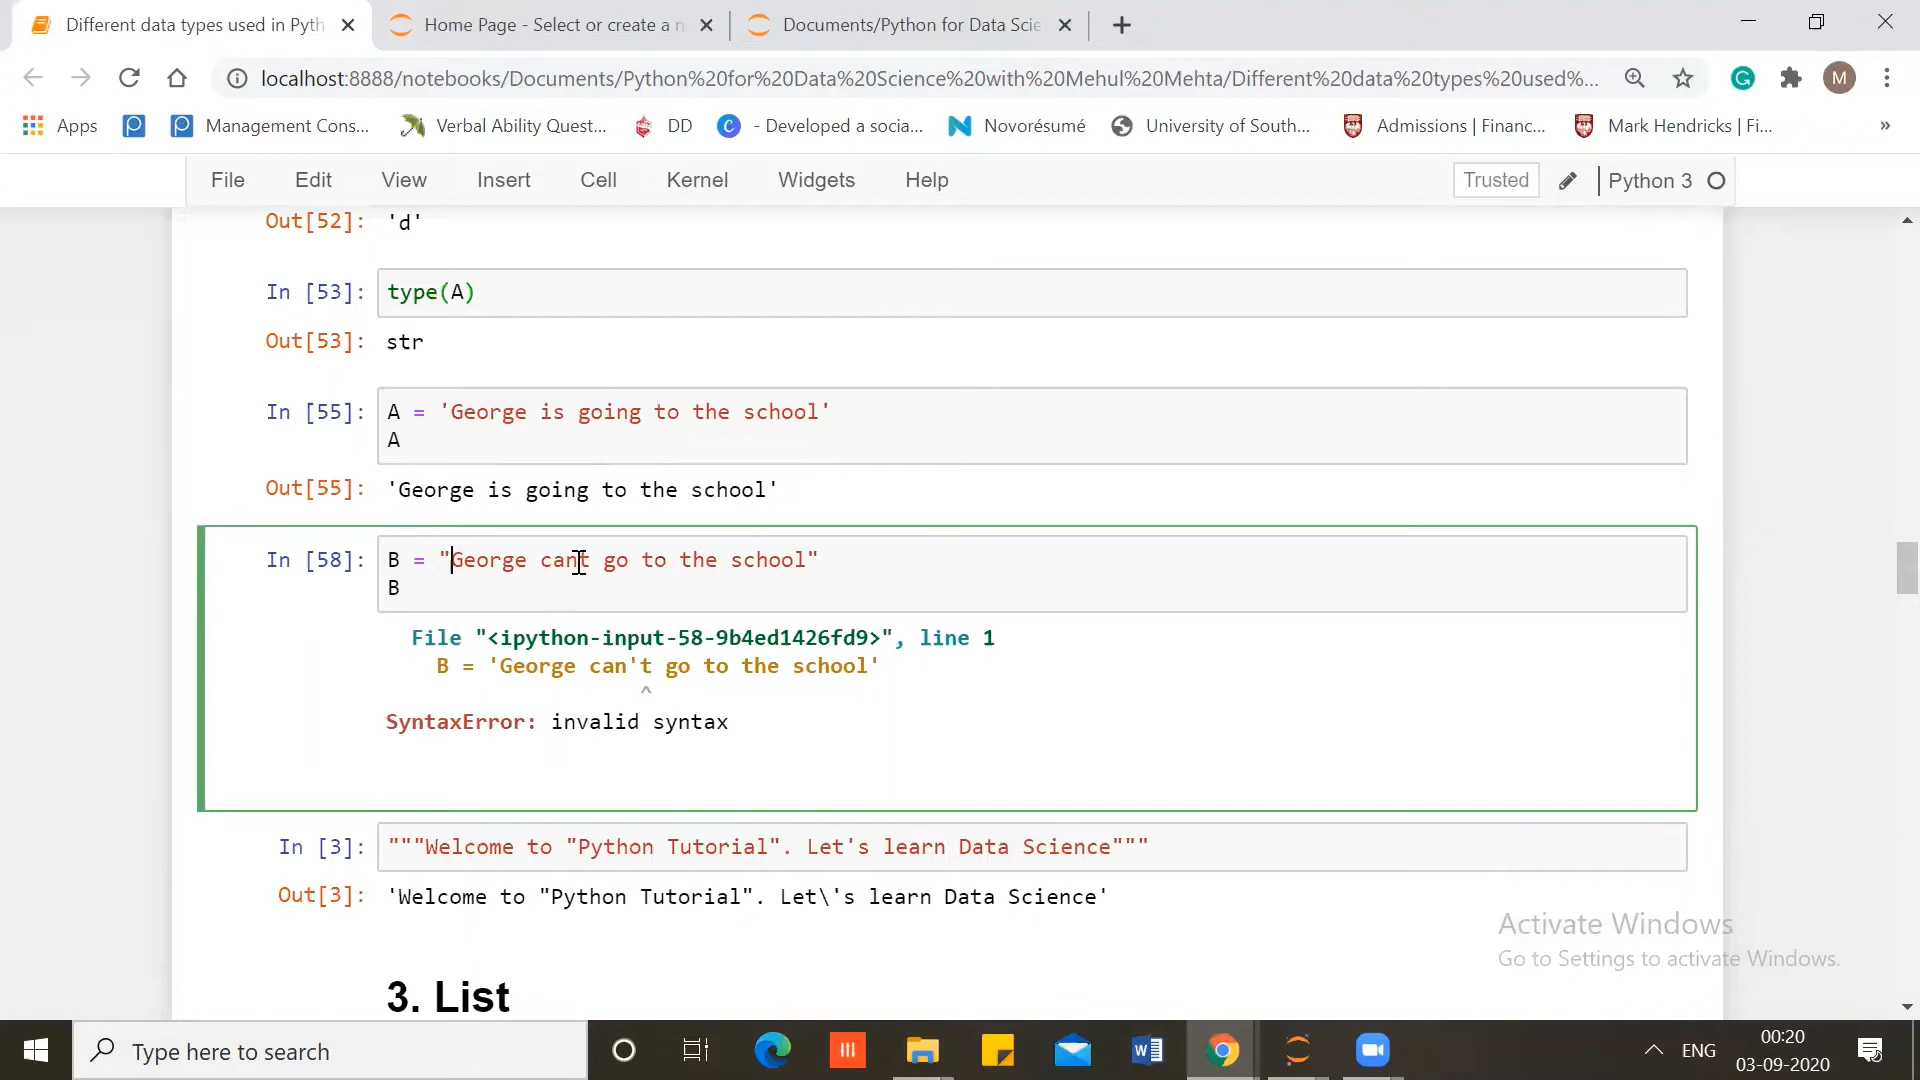 Different data types used in Pyth
Home Page - Select or create a n
Documents/Python for Data Scie
localhost:8888/notebooks/Documents/Python%20for%20Data%20Science%20with%20Mehul%20Mehta/Different%20data%20types%20used%...
M
Apps
Management Cons...
Verbal Ability Quest...
DD
- Developed a socia...
Novorésumé
University of South...
Admissions | Financ...
Mark Hendricks | Fi...
»
File Edit View Insert Cell Kernel Widgets Help
Trusted
Python 3
Out[52]: 'd'
In [53]: type(A)
Out[53]: str
In [55]: A = 'George is going to the school'
A
Out[55]: 'George is going to the school'
In [58]: B = "George cant go to the school"
B
File "<ipython-input-58-9b4ed1426fd9>", line 1
B = 'George can't go to the school'
^
SyntaxError: invalid syntax
In [3]: """Welcome to "Python Tutorial". Let's learn Data Science"""
Out[3]: 'Welcome to "Python Tutorial". Let\'s learn Data Science'
Activate Windows
Go to Settings to activate Windows.
3. List
Type here to search
ENG
00:20
03-09-2020